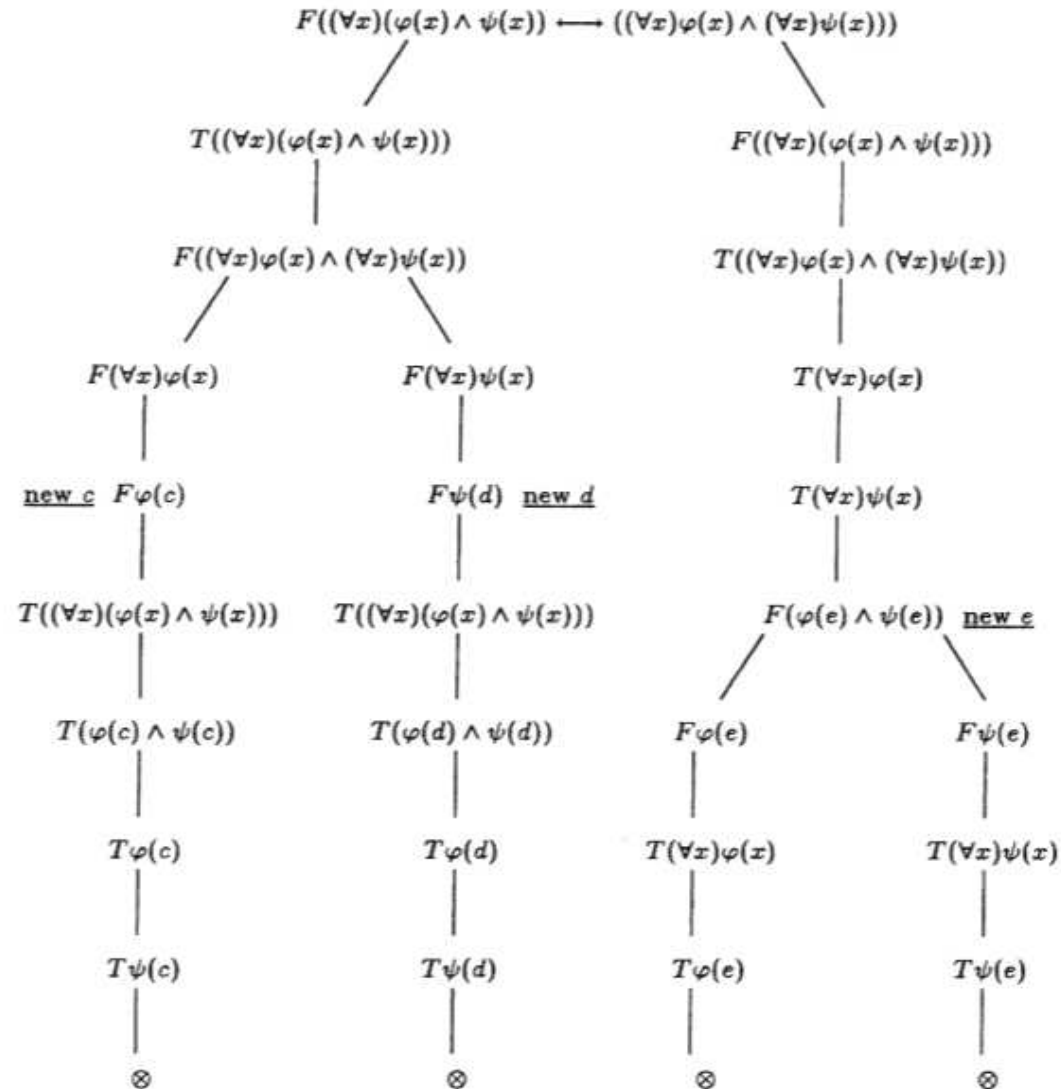 F((∀x)(φ(x) ∧ ψ(x)) ⟷ ((∀x)φ(x) ∧ (∀x)ψ(x)))
T((∀x)(φ(x) ∧ ψ(x))) F((∀x)(φ(x) ∧ ψ(x)))
F((∀x)φ(x) ∧ (∀x)ψ(x)) T((∀x)φ(x) ∧ (∀x)ψ(x))
F(∀x)φ(x) F(∀x)ψ(x) T(∀x)φ(x)
new c Fφ(c) Fψ(d) new d T(∀x)ψ(x)
T((∀x)(φ(x) ∧ ψ(x))) T((∀x)(φ(x) ∧ ψ(x))) F(φ(e) ∧ ψ(e)) new e
T(φ(c) ∧ ψ(c)) T(φ(d) ∧ ψ(d)) Fφ(e) Fψ(e)
Tφ(c) Tφ(d) T(∀x)φ(x) T(∀x)ψ(x)
Tψ(c) Tψ(d) Tφ(e) Tψ(e)
⊗ ⊗ ⊗ ⊗